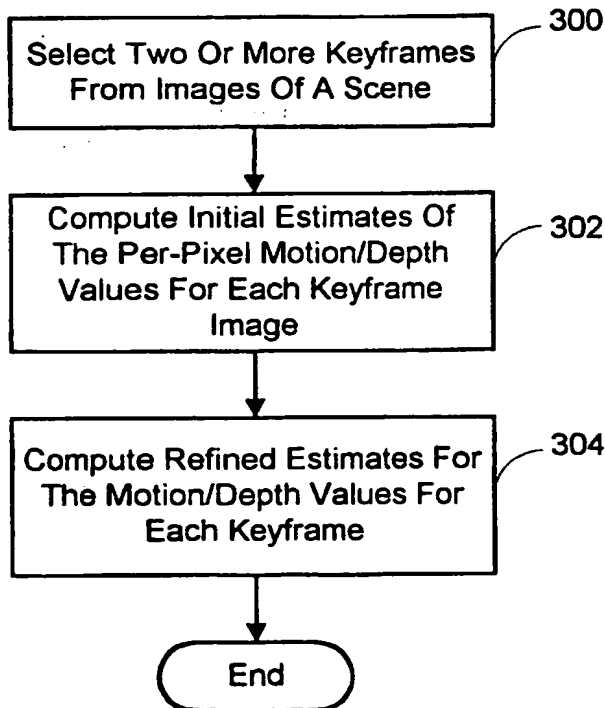 300
Select Two Or More Keyframes
From Images Of A Scene
302
Compute Initial Estimates Of
The Per-Pixel Motion/Depth
Values For Each Keyframe
Image
304
Compute Refined Estimates For
The Motion/Depth Values For
Each Keyframe
End